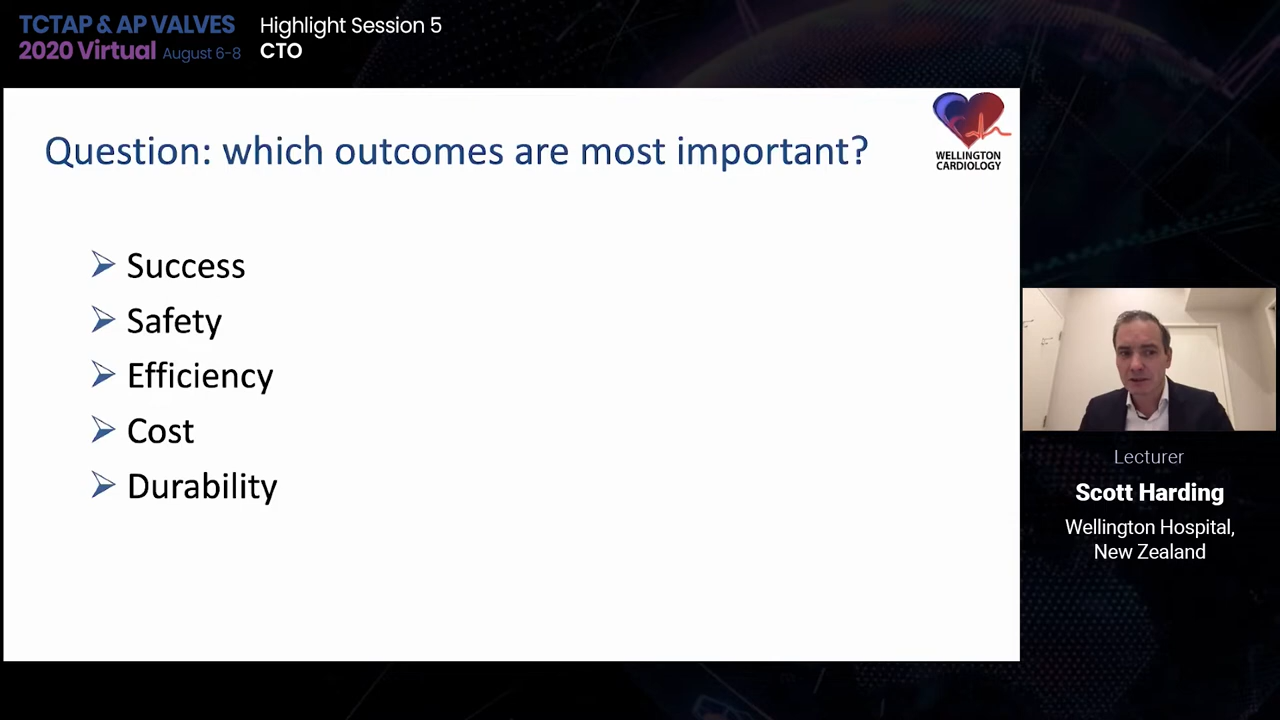 TCTAP & AP VALVES
2020 Virtual August 6-8
Highlight Session 5
CTO
Question: which outcomes are most important?
WELLINGTON
CARDIOLOGY
➢ Success
➢ Safety
➢ Efficiency
➢ Cost
➢ Durability
Lecturer
Scott Harding
Wellington Hospital,
New Zealand